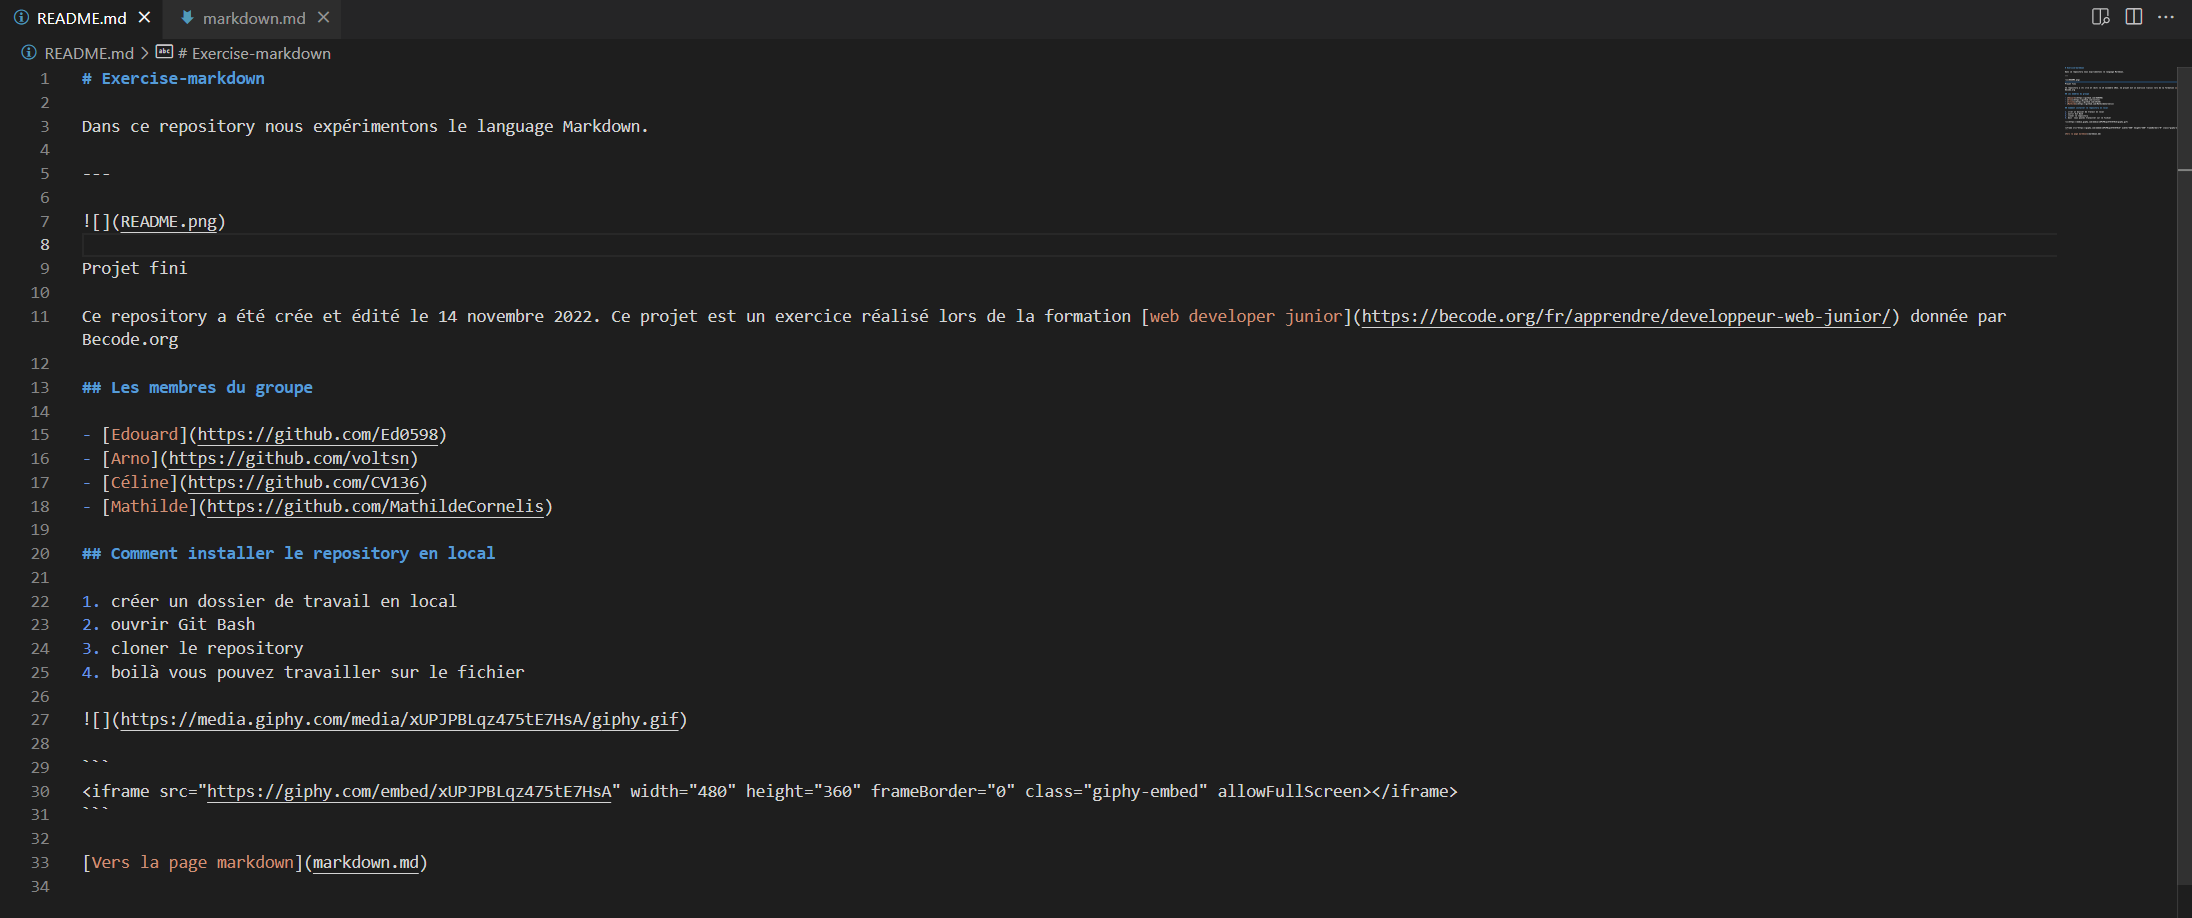 README.md
markdown.md
README.md > # Exercise-markdown
1 # Exercise-markdown
2
3 Dans ce repository nous expérimentons le language Markdown.
4
5 ---
6
7 ![](README.png)
8
9 Projet fini
10
11 Ce repository a été crée et édité le 14 novembre 2022. Ce projet est un exercice réalisé lors de la formation [web developer junior](https://becode.org/fr/apprendre/developpeur-web-junior/) donnée par
Becode.org
12
13 ## Les membres du groupe
14
15 - [Edouard](https://github.com/Ed0598)
16 - [Arno](https://github.com/voltsn)
17 - [Céline](https://github.com/CV136)
18 - [Mathilde](https://github.com/MathildeCornelis)
19
20 ## Comment installer le repository en local
21
22 1. créer un dossier de travail en local
23 2. ouvrir Git Bash
24 3. cloner le repository
25 4. boilà vous pouvez travailler sur le fichier
26
27 ![](https://media.giphy.com/media/xUPJPBLqz475tE7HsA/giphy.gif)
28
29 ```
30 <iframe src="https://giphy.com/embed/xUPJPBLqz475tE7HsA" width="480" height="360" frameBorder="0" class="giphy-embed" allowFullScreen></iframe>
31 ```
32
33 [Vers la page markdown](markdown.md)
34